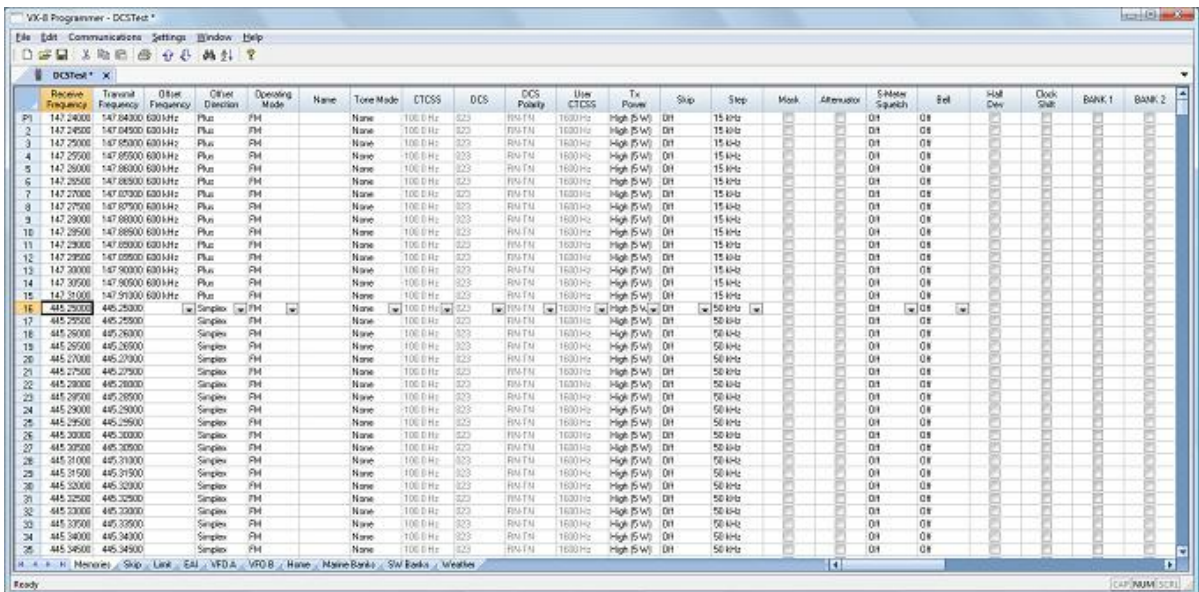 VX-8 Programmer - DCSTest *
File Edit Communications Settings Window Help
DCSTest * X
Receive Frequency Transmit Frequency Offset Frequency Offset Direction Operating Mode Name Tone Mode CTCSS DCS DCS Polarity User CTCSS Tx Power Skip Step Mask Attenuator S-Meter Squelch Bell Half Dev Clock Shift BANK 1 BANK 2
P1 147.24000 147.84000 600 kHz Plus FM None 100.0 Hz 023 RN-TN 1600 Hz High (5 W) Off 15 kHz Off Off
2 147.24500 147.84500 600 kHz Plus FM None 100.0 Hz 023 RN-TN 1600 Hz High (5 W) Off 15 kHz Off Off
3 147.25000 147.85000 600 kHz Plus FM None 100.0 Hz 023 RN-TN 1600 Hz High (5 W) Off 15 kHz Off Off
4 147.25500 147.85500 600 kHz Plus FM None 100.0 Hz 023 RN-TN 1600 Hz High (5 W) Off 15 kHz Off Off
5 147.26000 147.86000 600 kHz Plus FM None 100.0 Hz 023 RN-TN 1600 Hz High (5 W) Off 15 kHz Off Off
6 147.26500 147.86500 600 kHz Plus FM None 100.0 Hz 023 RN-TN 1600 Hz High (5 W) Off 15 kHz Off Off
7 147.27000 147.87000 600 kHz Plus FM None 100.0 Hz 023 RN-TN 1600 Hz High (5 W) Off 15 kHz Off Off
8 147.27500 147.87500 600 kHz Plus FM None 100.0 Hz 023 RN-TN 1600 Hz High (5 W) Off 15 kHz Off Off
9 147.28000 147.88000 600 kHz Plus FM None 100.0 Hz 023 RN-TN 1600 Hz High (5 W) Off 15 kHz Off Off
10 147.28500 147.88500 600 kHz Plus FM None 100.0 Hz 023 RN-TN 1600 Hz High (5 W) Off 15 kHz Off Off
11 147.29000 147.89000 600 kHz Plus FM None 100.0 Hz 023 RN-TN 1600 Hz High (5 W) Off 15 kHz Off Off
12 147.29500 147.89500 600 kHz Plus FM None 100.0 Hz 023 RN-TN 1600 Hz High (5 W) Off 15 kHz Off Off
13 147.30000 147.90000 600 kHz Plus FM None 100.0 Hz 023 RN-TN 1600 Hz High (5 W) Off 15 kHz Off Off
14 147.30500 147.90500 600 kHz Plus FM None 100.0 Hz 023 RN-TN 1600 Hz High (5 W) Off 15 kHz Off Off
15 147.31000 147.91000 600 kHz Plus FM None 100.0 Hz 023 RN-TN 1600 Hz High (5 W) Off 15 kHz Off Off
16 445.25000 445.25000 Simplex FM None 100.0 Hz 023 RN-TN 1600 Hz High (5 W Off 50 kHz Off Off
17 445.25500 445.25500 Simplex FM None 100.0 Hz 023 RN-TN 1600 Hz High (5 W) Off 50 kHz Off Off
18 445.26000 445.26000 Simplex FM None 100.0 Hz 023 RN-TN 1600 Hz High (5 W) Off 50 kHz Off Off
19 445.26500 445.26500 Simplex FM None 100.0 Hz 023 RN-TN 1600 Hz High (5 W) Off 50 kHz Off Off
20 445.27000 445.27000 Simplex FM None 100.0 Hz 023 RN-TN 1600 Hz High (5 W) Off 50 kHz Off Off
21 445.27500 445.27500 Simplex FM None 100.0 Hz 023 RN-TN 1600 Hz High (5 W) Off 50 kHz Off Off
22 445.28000 445.28000 Simplex FM None 100.0 Hz 023 RN-TN 1600 Hz High (5 W) Off 50 kHz Off Off
23 445.28500 445.28500 Simplex FM None 100.0 Hz 023 RN-TN 1600 Hz High (5 W) Off 50 kHz Off Off
24 445.29000 445.29000 Simplex FM None 100.0 Hz 023 RN-TN 1600 Hz High (5 W) Off 50 kHz Off Off
25 445.29500 445.29500 Simplex FM None 100.0 Hz 023 RN-TN 1600 Hz High (5 W) Off 50 kHz Off Off
26 445.30000 445.30000 Simplex FM None 100.0 Hz 023 RN-TN 1600 Hz High (5 W) Off 50 kHz Off Off
27 445.30500 445.30500 Simplex FM None 100.0 Hz 023 RN-TN 1600 Hz High (5 W) Off 50 kHz Off Off
28 445.31000 445.31000 Simplex FM None 100.0 Hz 023 RN-TN 1600 Hz High (5 W) Off 50 kHz Off Off
29 445.31500 445.31500 Simplex FM None 100.0 Hz 023 RN-TN 1600 Hz High (5 W) Off 50 kHz Off Off
30 445.32000 445.32000 Simplex FM None 100.0 Hz 023 RN-TN 1600 Hz High (5 W) Off 50 kHz Off Off
31 445.32500 445.32500 Simplex FM None 100.0 Hz 023 RN-TN 1600 Hz High (5 W) Off 50 kHz Off Off
32 445.33000 445.33000 Simplex FM None 100.0 Hz 023 RN-TN 1600 Hz High (5 W) Off 50 kHz Off Off
33 445.33500 445.33500 Simplex FM None 100.0 Hz 023 RN-TN 1600 Hz High (5 W) Off 50 kHz Off Off
34 445.34000 445.34000 Simplex FM None 100.0 Hz 023 RN-TN 1600 Hz High (5 W) Off 50 kHz Off Off
35 445.34500 445.34500 Simplex FM None 100.0 Hz 023 RN-TN 1600 Hz High (5 W) Off 50 kHz Off Off
Memories Skip Limit EAI VFO A VFO B Home Marine Banks SW Banks Weather
Ready CAP NUM SCRL